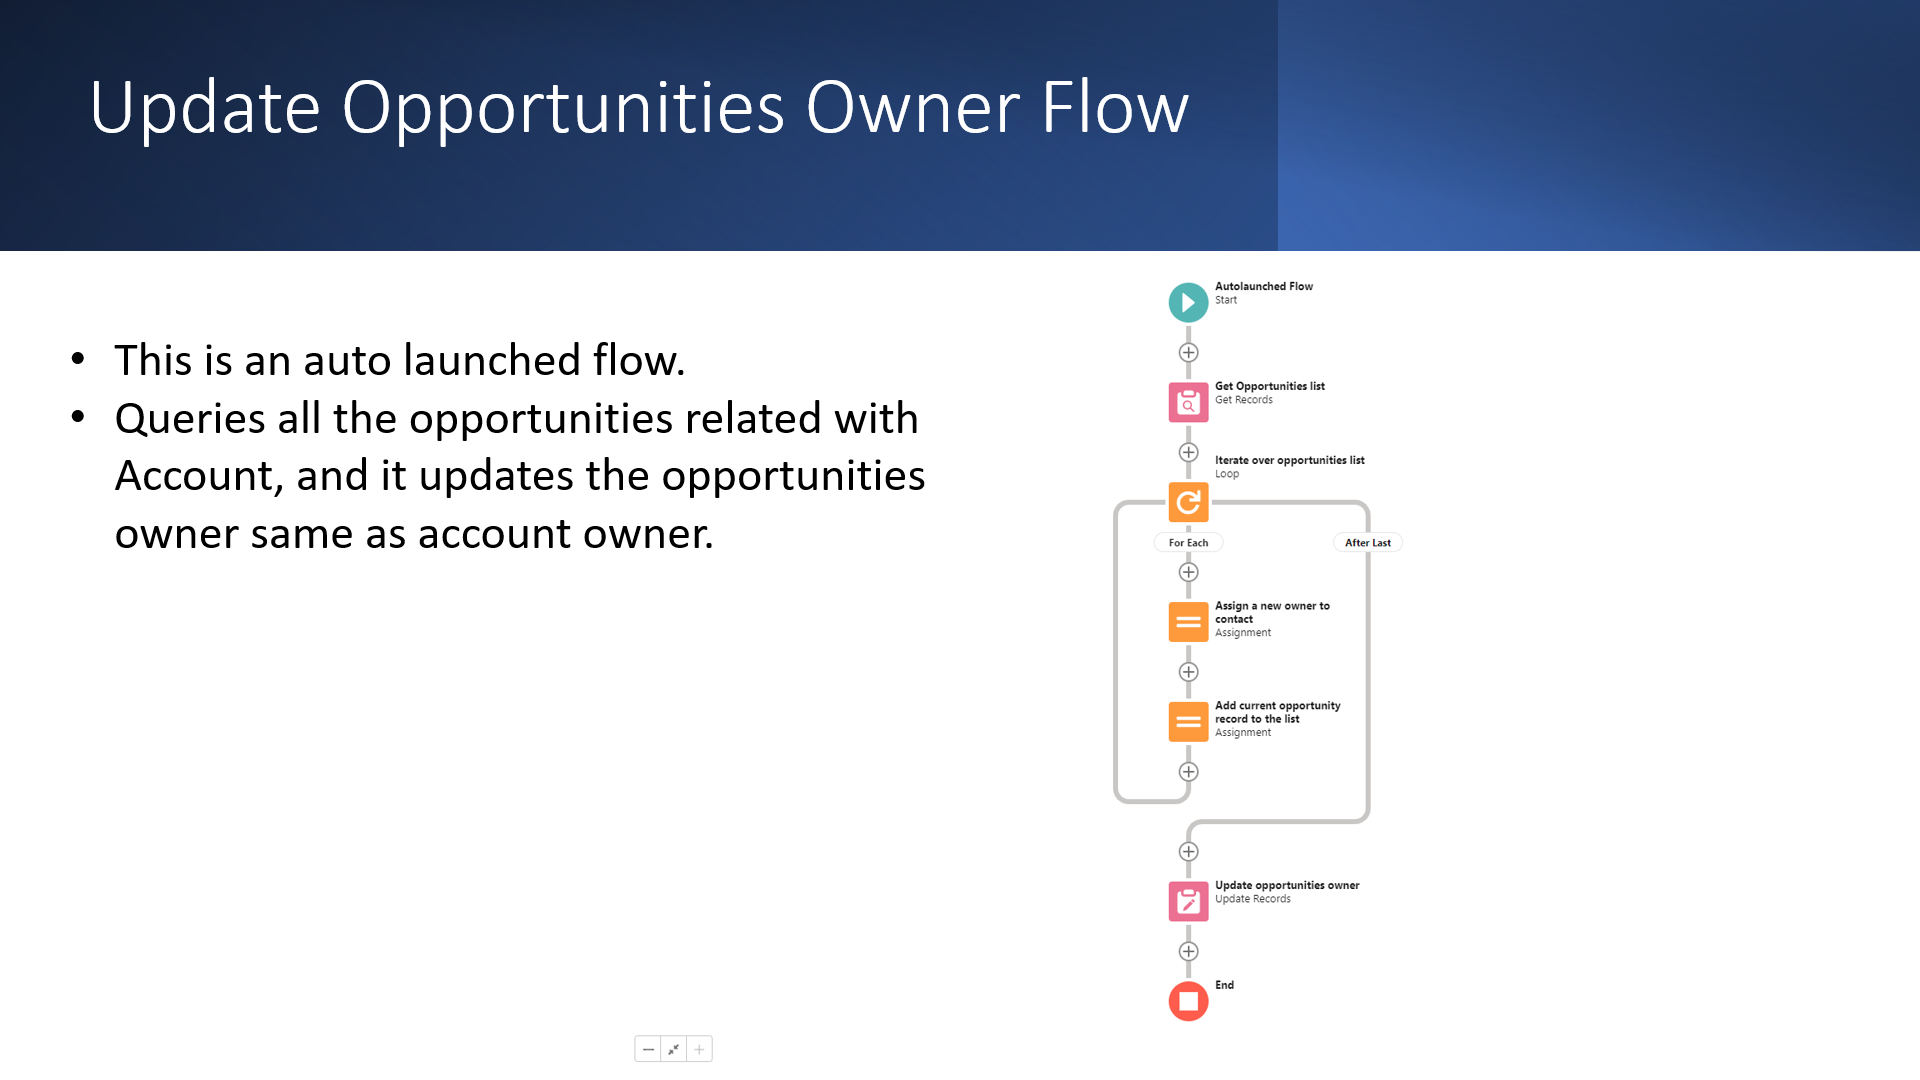 Update Opportunities Owner Flow
• This is an auto launched flow.
• Queries all the opportunities related with
Account, and it updates the opportunities
owner same as account owner.
Autolaunched Flow
Start
Get Opportunities list
Get Records
Iterate over opportunities list
Loop
For Each
After Last
Assign a new owner to
contact
Assignment
Add current opportunity
record to the list
Assignment
Update opportunities owner
Update Records
End